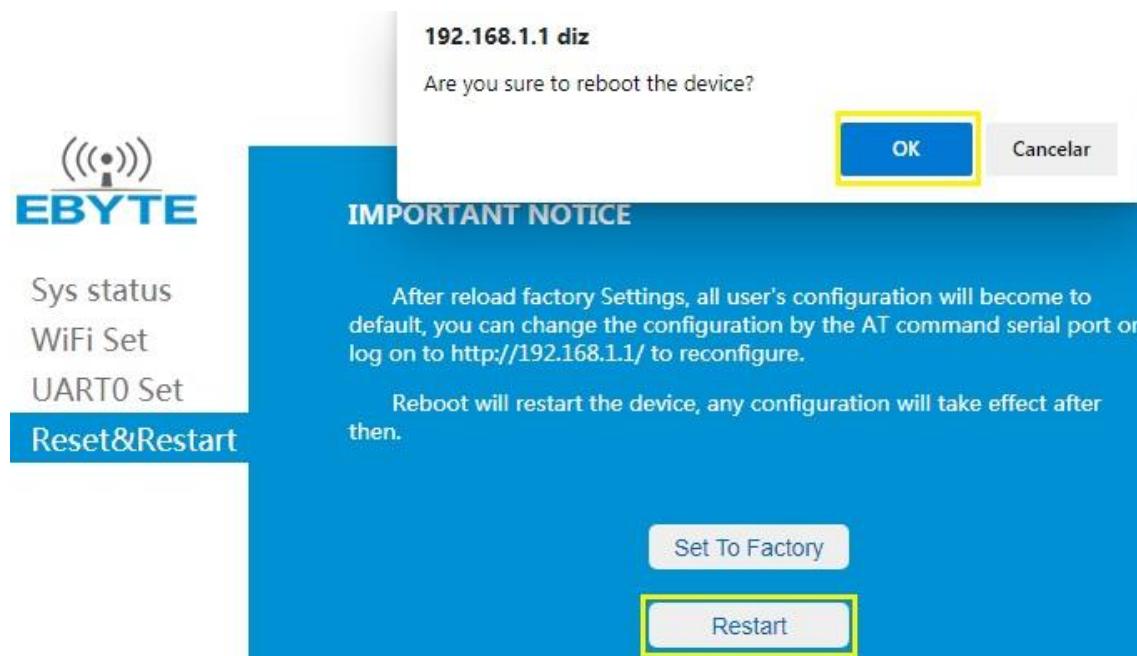 192.168.1.1 diz
Are you sure to reboot the device?
OK
Cancelar
EBYTE
Sys status
WiFi Set
UART0 Set
Reset&Restart
IMPORTANT NOTICE
After reload factory Settings, all user's configuration will become to
default, you can change the configuration by the AT command serial port or
log on to http://192.168.1.1/ to reconfigure.
Reboot will restart the device, any configuration will take effect after
then.
Set To Factory
Restart